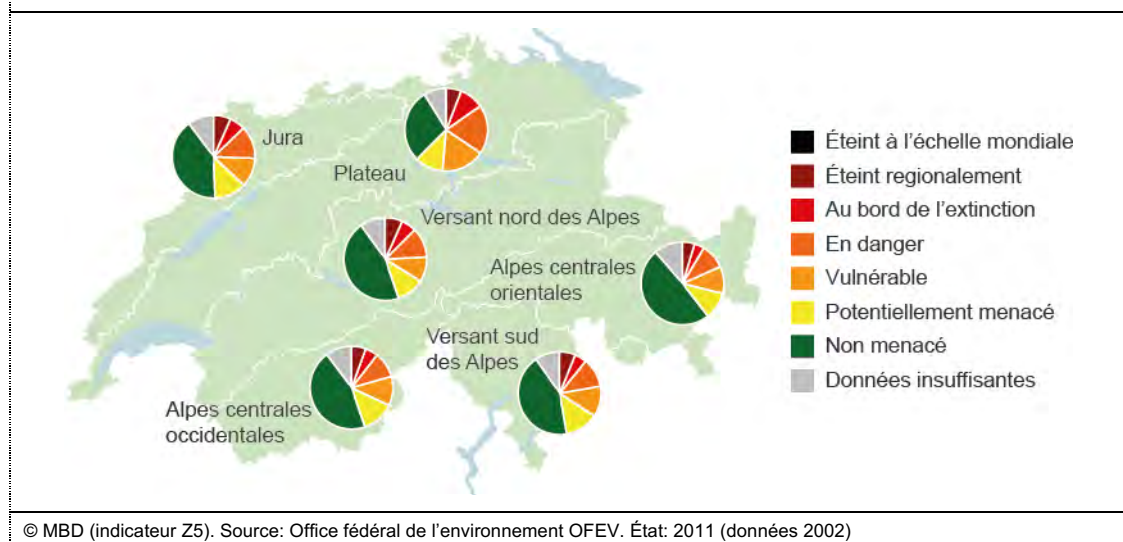 Jura
Plateau
Versant nord des Alpes
Alpes centrales
orientales
Versant sud
des Alpes
Alpes centrales
occidentales
Éteint à l'échelle mondiale
Éteint regionalement
Au bord de l'extinction
En danger
Vulnérable
Potentiellement menacé
Non menacé
Données insuffisantes
© MBD (indicateur Z5). Source: Office fédéral de l'environnement OFEV. État: 2011 (données 2002)